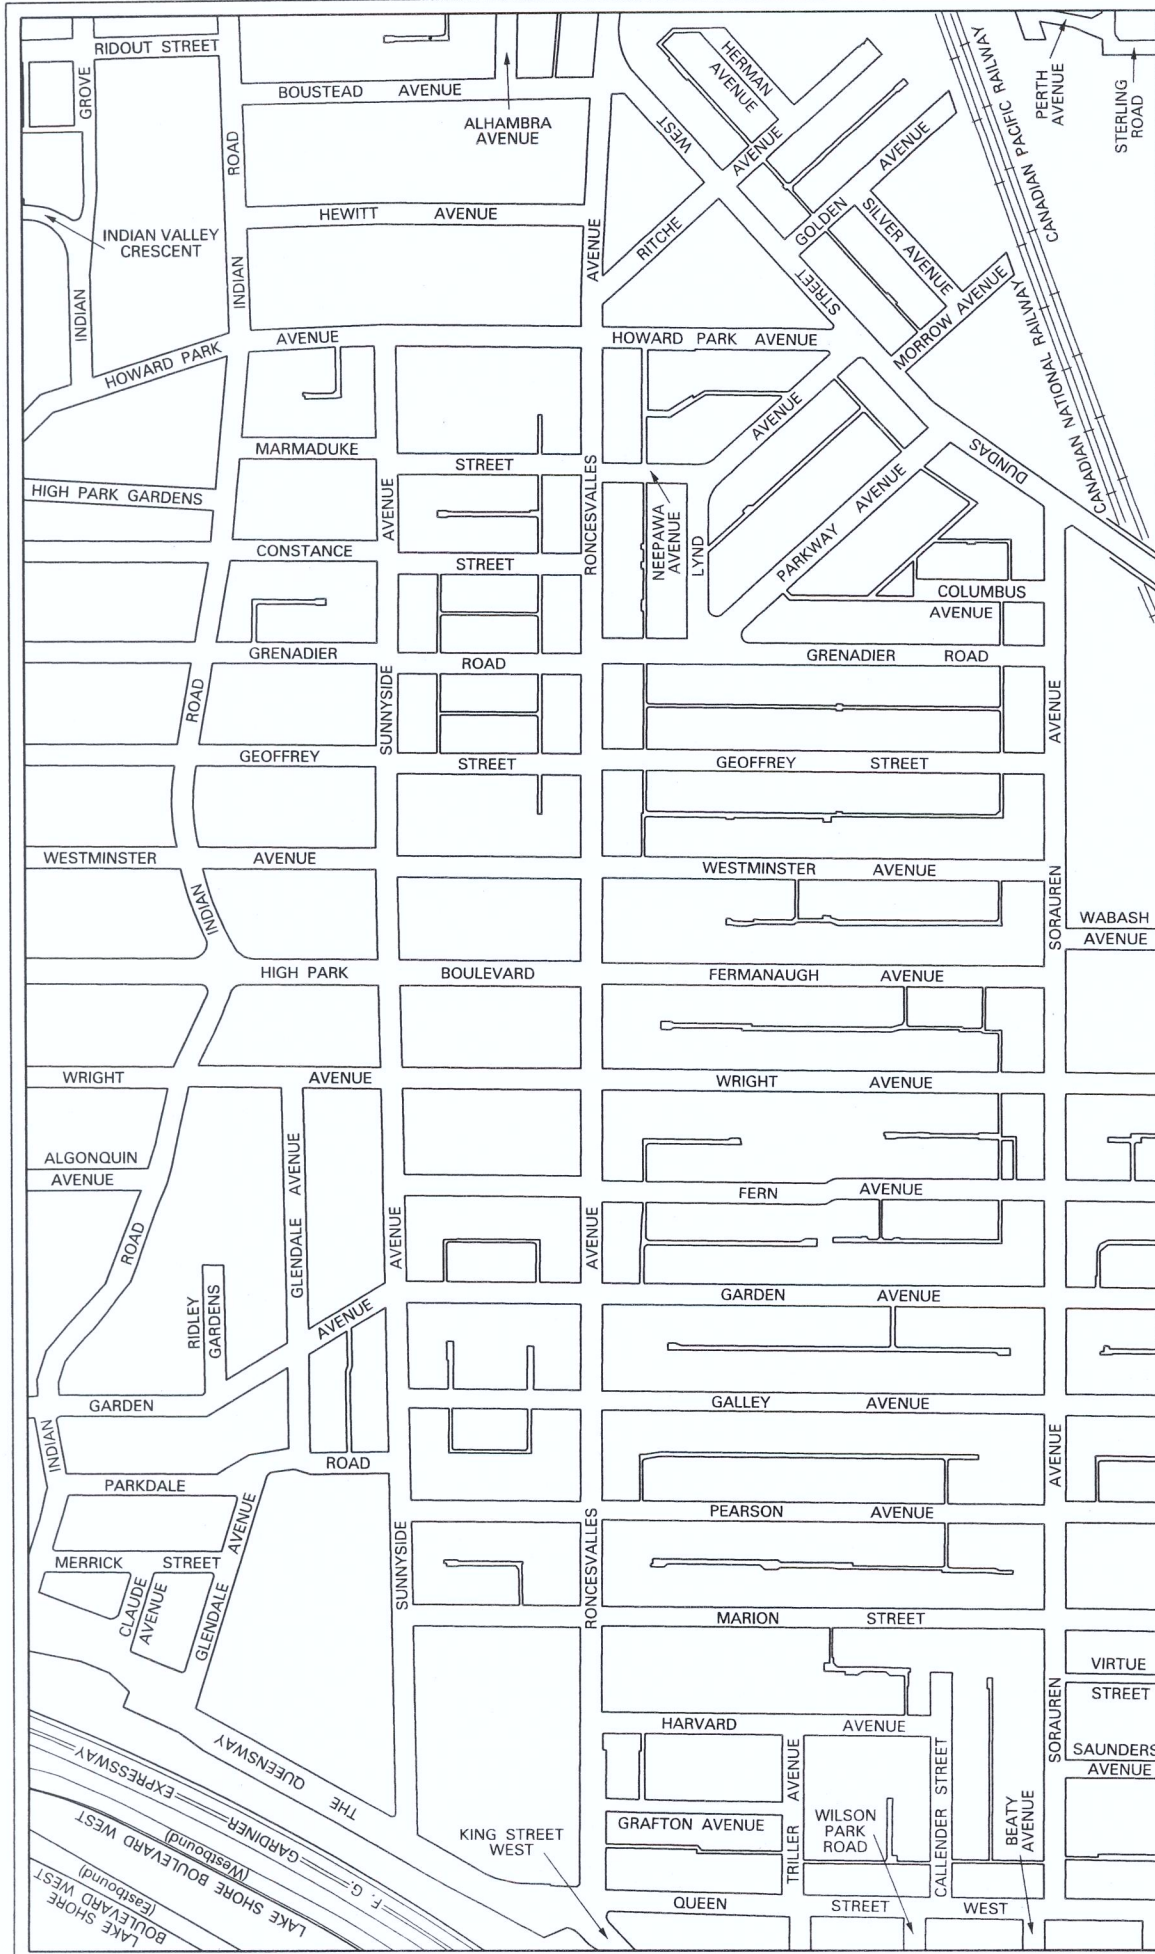 RIDOUT STREET
GROVE
BOUSTEAD AVENUE
ALHAMBRA
AVENUE
HERMAN
AVENUE
WEST
AVENUE
AVENUE
GOLDEN
SILVER AVENUE
PERTH
AVENUE
STERLING
ROAD
CANADIAN PACIFIC RAILWAY
CANADIAN NATIONAL RAILWAY
ROAD
HEWITT AVENUE
INDIAN VALLEY
CRESCENT
INDIAN
INDIAN
AVENUE
RITCHE
STREET
MORROW AVENUE
HOWARD PARK AVENUE
HOWARD PARK AVENUE
MARMADUKE STREET
AVENUE
DUNDAS
HIGH PARK GARDENS
AVENUE
RONCESVALLES
NEEPAWA
AVENUE
LYND
PARKWAY AVENUE
CONSTANCE STREET
COLUMBUS
AVENUE
GRENADIER ROAD
GRENADIER ROAD
ROAD
SUNNYSIDE
AVENUE
GEOFFREY STREET
GEOFFREY STREET
WESTMINSTER AVENUE
WESTMINSTER AVENUE
INDIAN
SORAUREN
WABASH
AVENUE
HIGH PARK BOULEVARD
FERMANAUGH AVENUE
WRIGHT AVENUE
WRIGHT AVENUE
ALGONQUIN
AVENUE
GLENDALE AVENUE
FERN AVENUE
ROAD
AVENUE
AVENUE
RIDLEY
GARDENS
AVENUE
GARDEN AVENUE
GARDEN
GALLEY AVENUE
INDIAN
ROAD
PARKDALE
AVENUE
PEARSON AVENUE
MERRICK STREET
CLAUDE
AVENUE
GLENDALE AVENUE
SUNNYSIDE
RONCESVALLES
MARION STREET
VIRTUE
STREET
SORAUREN
HARVARD AVENUE
SAUNDERS
AVENUE
THE QUEENSWAY
F. G. GARDINER EXPRESSWAY
LAKE SHORE BOULEVARD WEST
(Westbound)
LAKE SHORE
BOULEVARD WEST
(Eastbound)
KING STREET
WEST
GRAFTON AVENUE
TRILLER AVENUE
WILSON
PARK
ROAD
CALLENDER STREET
BEATY
AVENUE
QUEEN STREET WEST